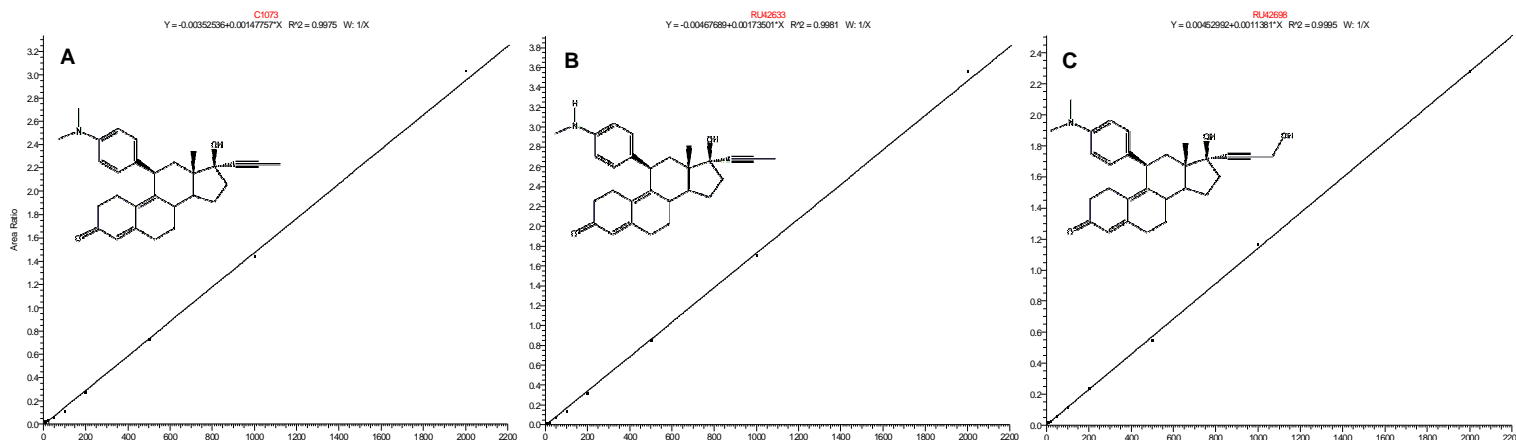 C1073
Y = -0.00352536+0.00147757*X R^2 = 0.9975 W: 1/X
A
Area Ratio
3.2
3.0
2.8
2.6
2.4
2.2
2.0
1.8
1.6
1.4
1.2
1.0
0.8
0.6
0.4
0.2
0.0
0 200 400 600 800 1000 1200 1400 1600 1800 2000 2200
N
OH
O
RU42633
Y = -0.00467689+0.00173501*X R^2 = 0.9981 W: 1/X
B
3.8
3.6
3.4
3.2
3.0
2.8
2.6
2.4
2.2
2.0
1.8
1.6
1.4
1.2
1.0
0.8
0.6
0.4
0.2
0.0
0 200 400 600 800 1000 1200 1400 1600 1800 2000 2200
H
N
OH
O
RU42698
Y = 0.00452992+0.0011381*X R^2 = 0.9995 W: 1/X
C
2.4
2.2
2.0
1.8
1.6
1.4
1.2
1.0
0.8
0.6
0.4
0.2
0.0
0 200 400 600 800 1000 1200 1400 1600 1800 2000 2200
N
OH
OH
O